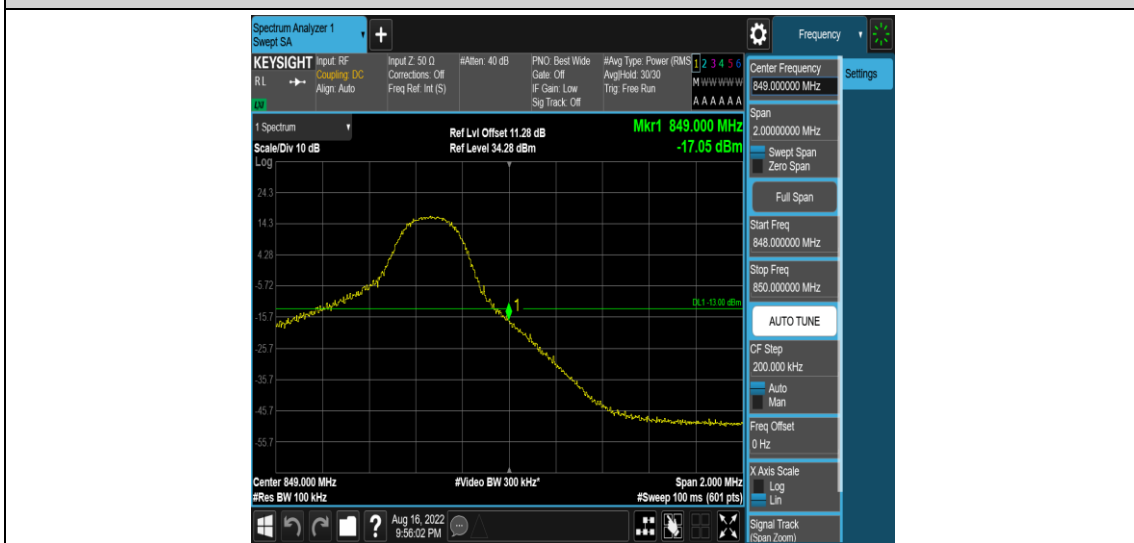 Spectrum Analyzer 1
Swept SA
+
Frequency
KEYSIGHT
RL
LXI
Input: RF
Coupling: DC
Align: Auto
Input Z: 50 Ω
Corrections: Off
Freq Ref: Int (S)
#Atten: 40 dB
PNO: Best Wide
Gate: Off
IF Gain: Low
Sig Track: Off
#Avg Type: Power (RMS
Avg|Hold: 30/30
Trig: Free Run
1 2 3 4 5 6
M W W W W W
A A A A A A
1 Spectrum
Scale/Div 10 dB
Ref Lvl Offset 11.28 dB
Ref Level 34.28 dBm
Mkr1 849.000 MHz
-17.05 dBm
Log
24.3
14.3
4.28
-5.72
-15.7
-25.7
-35.7
-45.7
-55.7
1
DL1 -13.00 dBm
Center 849.000 MHz
#Res BW 100 kHz
#Video BW 300 kHz*
Span 2.000 MHz
#Sweep 100 ms (601 pts)
?
Aug 16, 2022
9:56:02 PM
Center Frequency
849.000000 MHz
Settings
Span
2.00000000 MHz
Swept Span
Zero Span
Full Span
Start Freq
848.000000 MHz
Stop Freq
850.000000 MHz
AUTO TUNE
CF Step
200.000 kHz
Auto
Man
Freq Offset
0 Hz
X Axis Scale
Log
Lin
Signal Track
(Span Zoom)